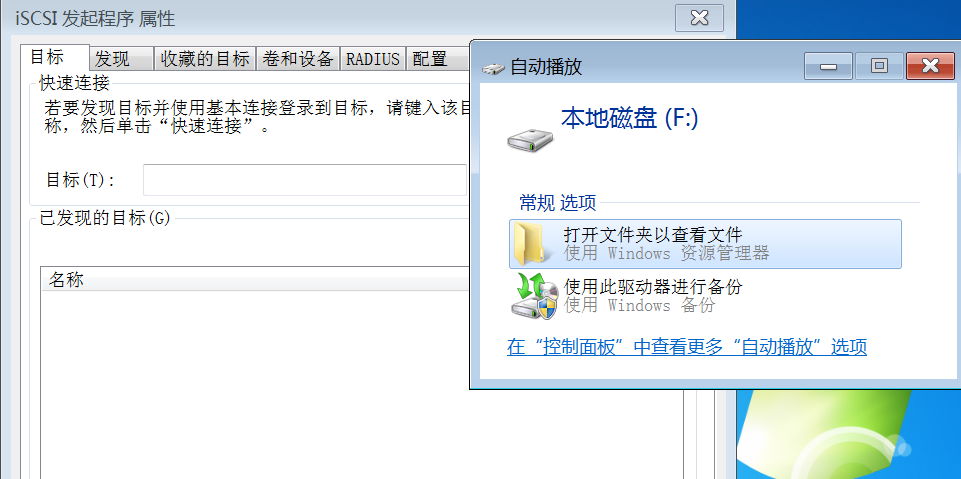 iSCSI 发起程序 属性
目标
发现
收藏的目标
卷和设备
RADIUS
配置
快速连接
若要发现目标并使用基本连接登录到目标，请键入该目
称，然后单击“快速连接”。
目标(T):
已发现的目标(G)
名称
自动播放
本地磁盘 (F:)
常规 选项
打开文件夹以查看文件
使用 Windows 资源管理器
使用此驱动器进行备份
使用 Windows 备份
在“控制面板”中查看更多“自动播放”选项